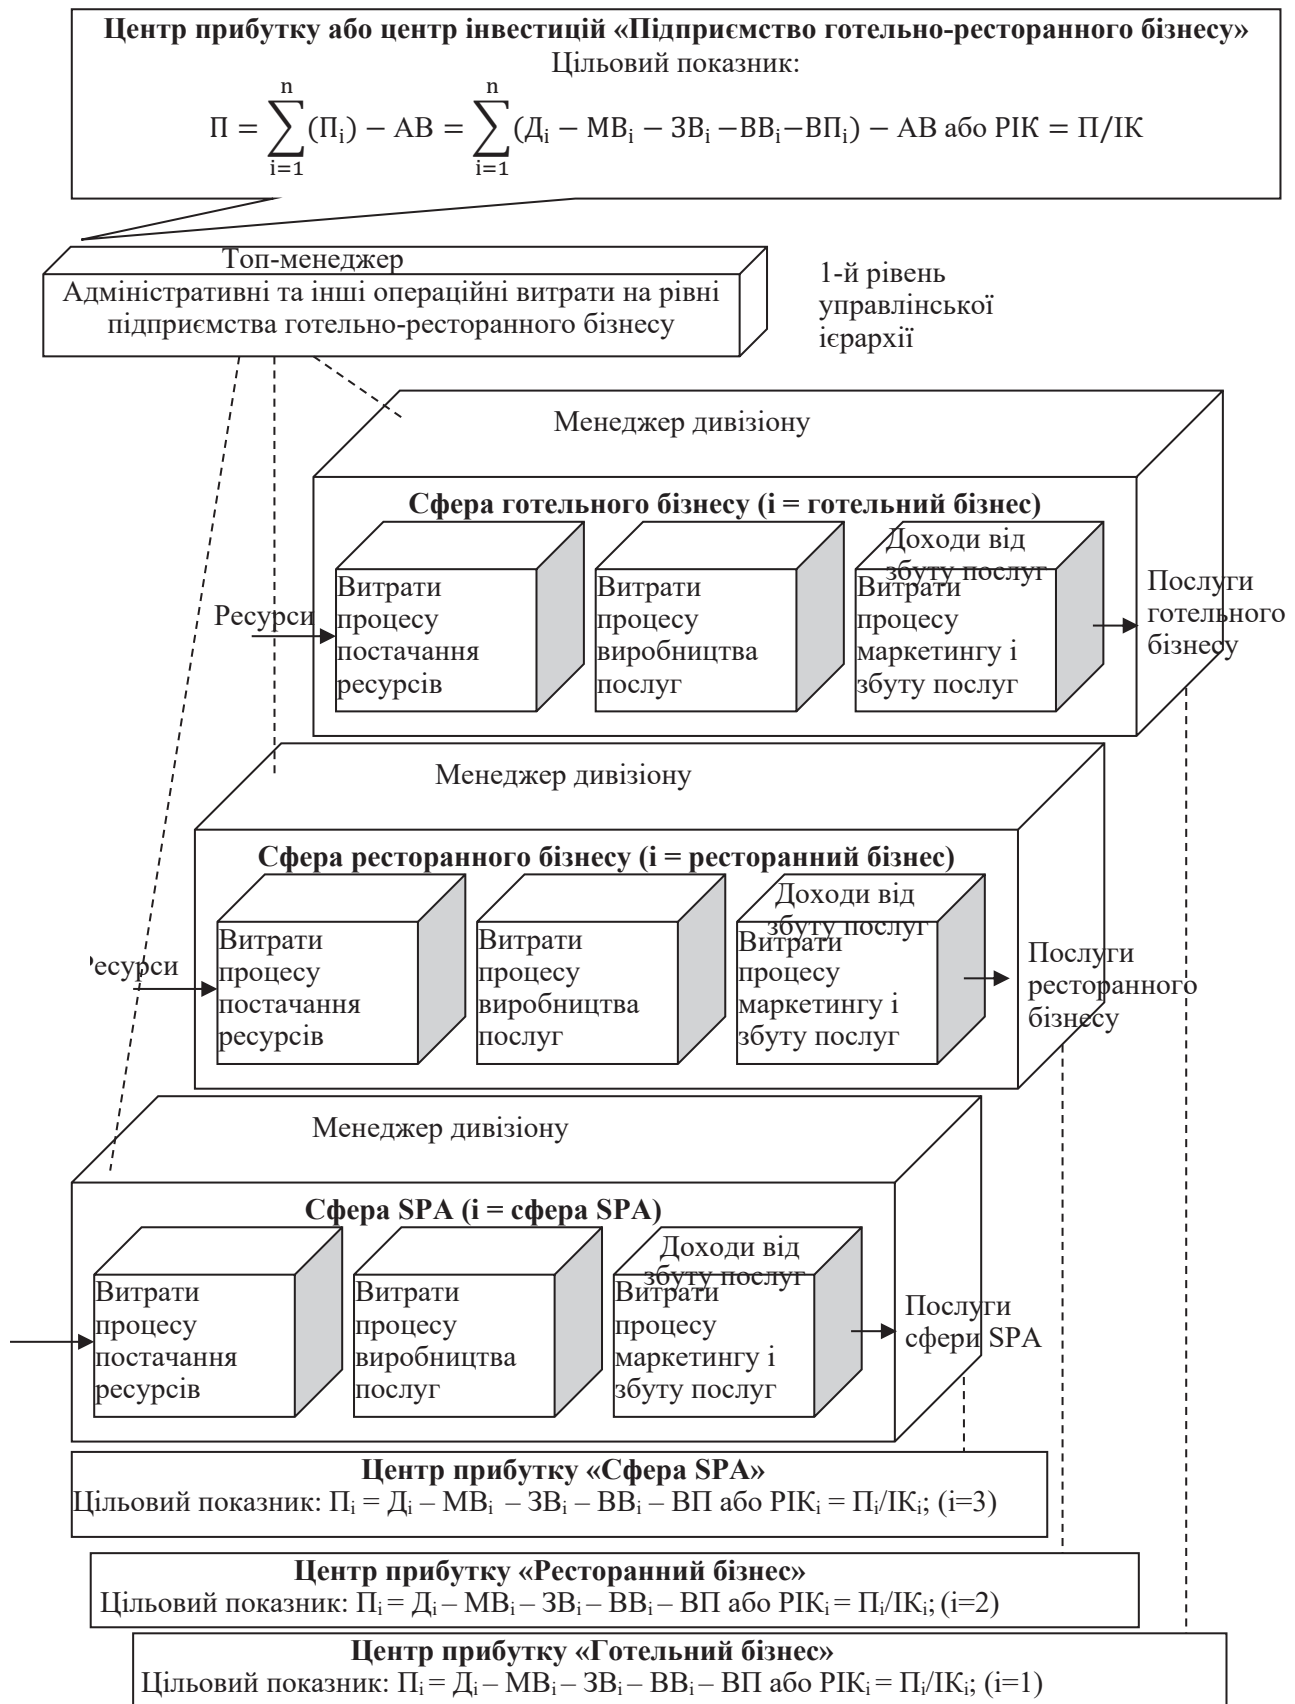 Центр прибутку або центр інвестицій «Підприємство готельно-ресторанного бізнесу»
Цільовий показник:
П = ∑ⁿᵢ₌₁(Пᵢ) − АВ = ∑ⁿᵢ₌₁(Дᵢ − МВᵢ − ЗВᵢ −ВВᵢ−ВПᵢ) − АВ або РІК = П/ІК
Топ-менеджер
Адміністративні та інші операційні витрати на рівні
підприємства готельно-ресторанного бізнесу
1-й рівень
управлінської
ієрархії
Менеджер дивізіону
Сфера готельного бізнесу (і = готельний бізнес)
Ресурси
Витрати
процесу
постачання
ресурсів
Витрати
процесу
виробництва
послуг
Доходи від
збуту послуг
Витрати
процесу
маркетингу і
збуту послуг
Послуги
готельного
бізнесу
Менеджер дивізіону
Сфера ресторанного бізнесу (і = ресторанний бізнес)
есурси
Витрати
процесу
постачання
ресурсів
Витрати
процесу
виробництва
послуг
Доходи від
збуту послуг
Витрати
процесу
маркетингу і
збуту послуг
Послуги
ресторанного
бізнесу
Менеджер дивізіону
Сфера SPA (і = сфера SPA)
Витрати
процесу
постачання
ресурсів
Витрати
процесу
виробництва
послуг
Доходи від
збуту послуг
Витрати
процесу
маркетингу і
збуту послуг
Послуги
сфери SPA
Центр прибутку «Сфера SPA»
Цільовий показник: Пᵢ = Дᵢ – МВᵢ – ЗВᵢ – ВВᵢ – ВП або РІКᵢ = Пᵢ/ІКᵢ; (і=3)
Центр прибутку «Ресторанний бізнес»
Цільовий показник: Пᵢ = Дᵢ – МВᵢ – ЗВᵢ – ВВᵢ – ВП або РІКᵢ = Пᵢ/ІКᵢ; (і=2)
Центр прибутку «Готельний бізнес»
Цільовий показник: Пᵢ = Дᵢ – МВᵢ – ЗВᵢ – ВВᵢ – ВП або РІКᵢ = Пᵢ/ІКᵢ; (і=1)